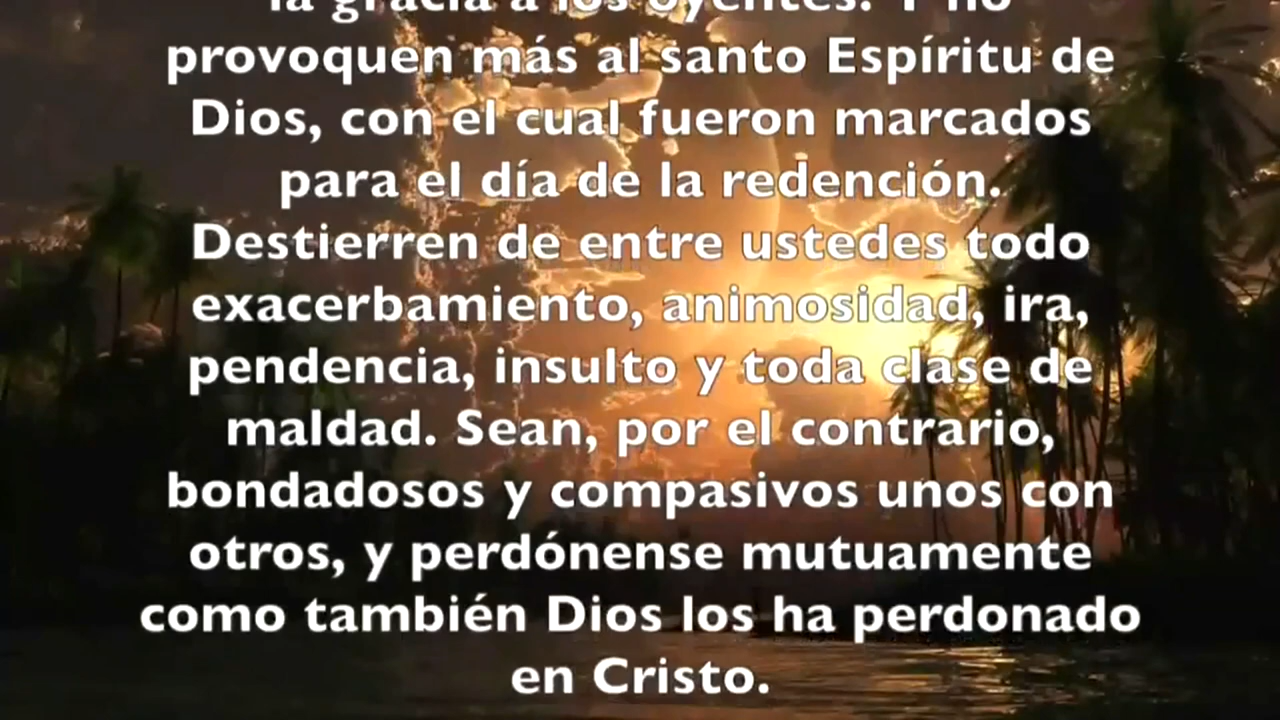 la gracia a los oyentes. Y no
provoquen más al santo Espíritu de
Dios, con el cual fueron marcados
para el día de la redención.
Destierren de entre ustedes todo
exacerbamiento, animosidad, ira,
pendencia, insulto y toda clase de
maldad. Sean, por el contrario,
bondadosos y compasivos unos con
otros, y perdónense mutuamente
como también Dios los ha perdonado
en Cristo.